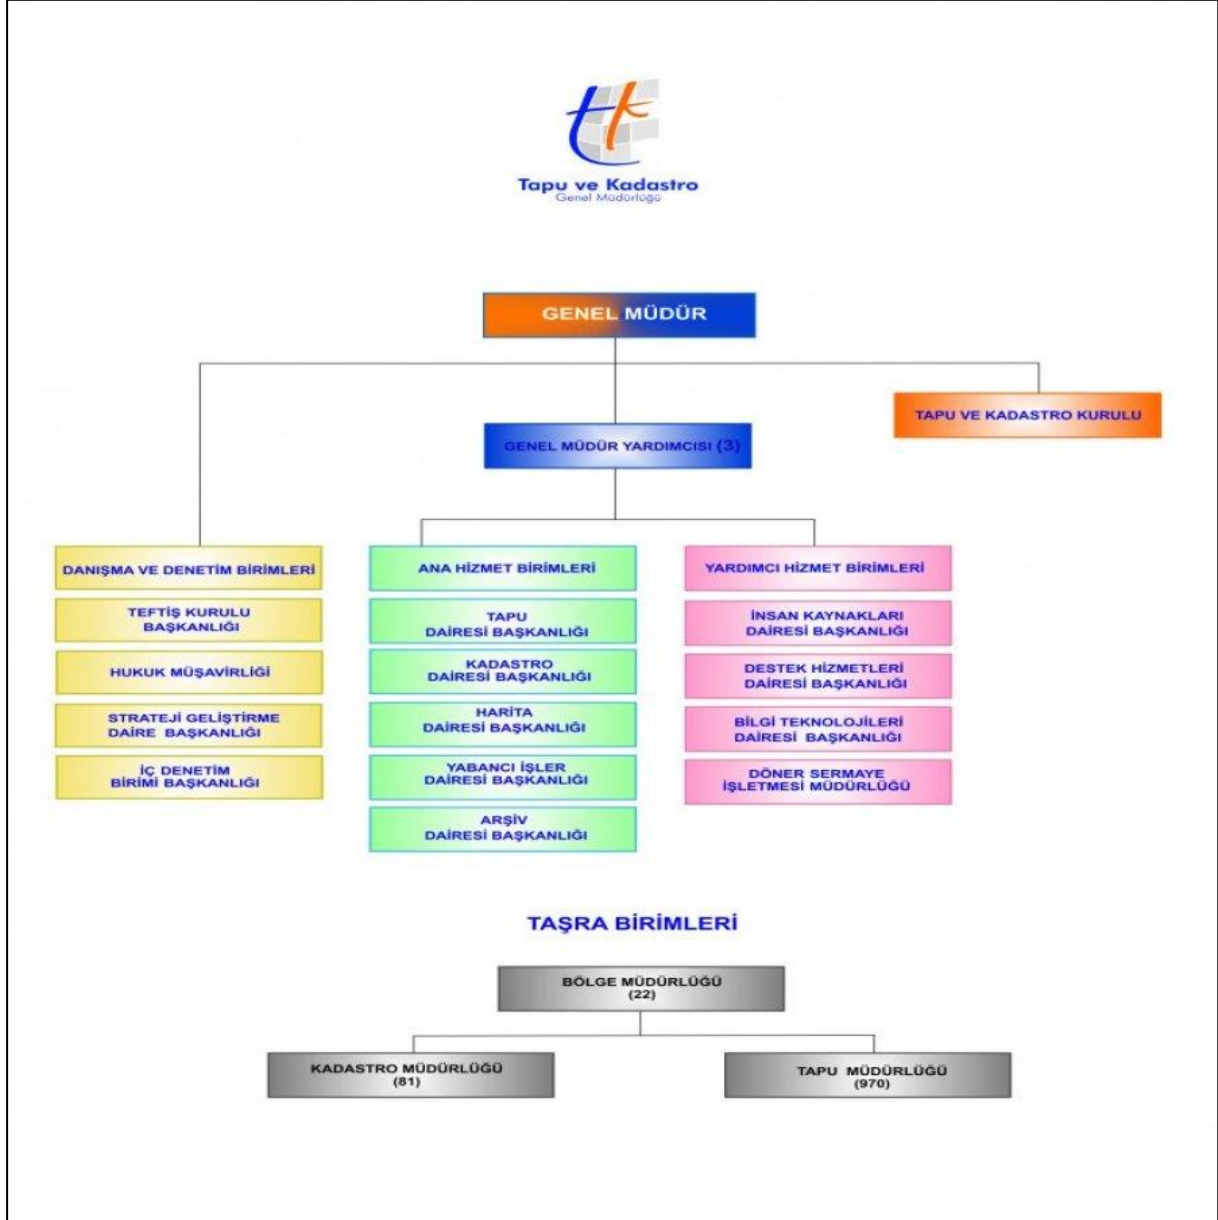 Tapu ve Kadastro
Genel Müdürlüğü
GENEL MÜDÜR
TAPU VE KADASTRO KURULU
GENEL MÜDÜR YARDIMCISI (3)
DANIŞMA VE DENETİM BİRİMLERİ
TEFTİŞ KURULU
BAŞKANLIĞI
HUKUK MÜŞAVİRLİĞİ
STRATEJİ GELİŞTİRME
DAİRE BAŞKANLIĞI
İÇ DENETİM
BİRİMİ BAŞKANLIĞI
ANA HİZMET BİRİMLERİ
TAPU
DAİRESİ BAŞKANLIĞI
KADASTRO
DAİRESİ BAŞKANLIĞI
HARİTA
DAİRESİ BAŞKANLIĞI
YABANCI İŞLER
DAİRESİ BAŞKANLIĞI
ARŞİV
DAİRESİ BAŞKANLIĞI
YARDIMCI HİZMET BİRİMLERİ
İNSAN KAYNAKLARI
DAİRESİ BAŞKANLIĞI
DESTEK HİZMETLERİ
DAİRESİ BAŞKANLIĞI
BİLGİ TEKNOLOJİLERİ
DAİRESİ BAŞKANLIĞI
DÖNER SERMAYE
İŞLETMESİ MÜDÜRLÜĞÜ
TAŞRA BİRİMLERİ
BÖLGE MÜDÜRLÜĞÜ
(22)
KADASTRO MÜDÜRLÜĞÜ
(81)
TAPU MÜDÜRLÜĞÜ
(970)